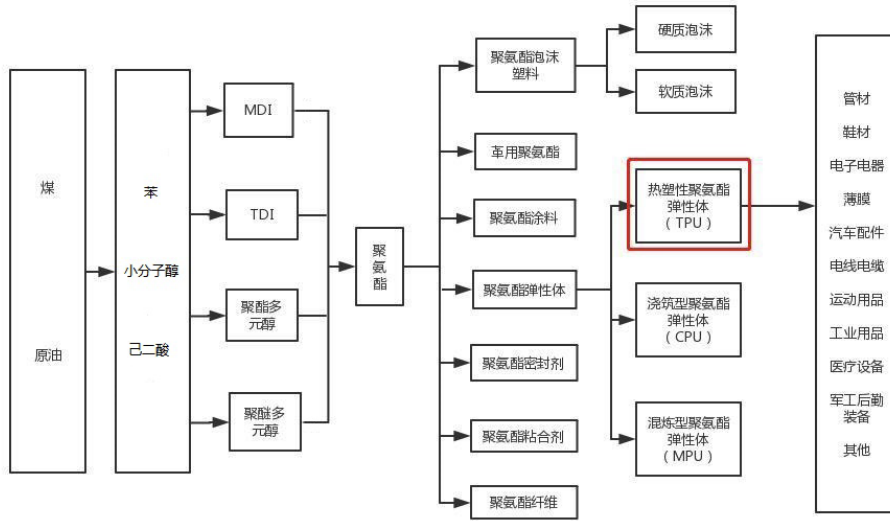 煤
原油
苯
小分子醇
己二酸
MDI
TDI
聚酯多
元醇
聚醚多
元醇
聚
氨
酯
聚氨酯泡沫
塑料
革用聚氨酯
聚氨酯涂料
聚氨酯弹性体
聚氨酯密封剂
聚氨酯粘合剂
聚氨酯纤维
硬质泡沫
软质泡沫
热塑性聚氨酯
弹性体
（TPU）
浇筑型聚氨酯
弹性体
（CPU）
混炼型聚氨酯
弹性体
（MPU）
管材
鞋材
电子电器
薄膜
汽车配件
电线电缆
运动用品
工业用品
医疗设备
军工后勤
装备
其他